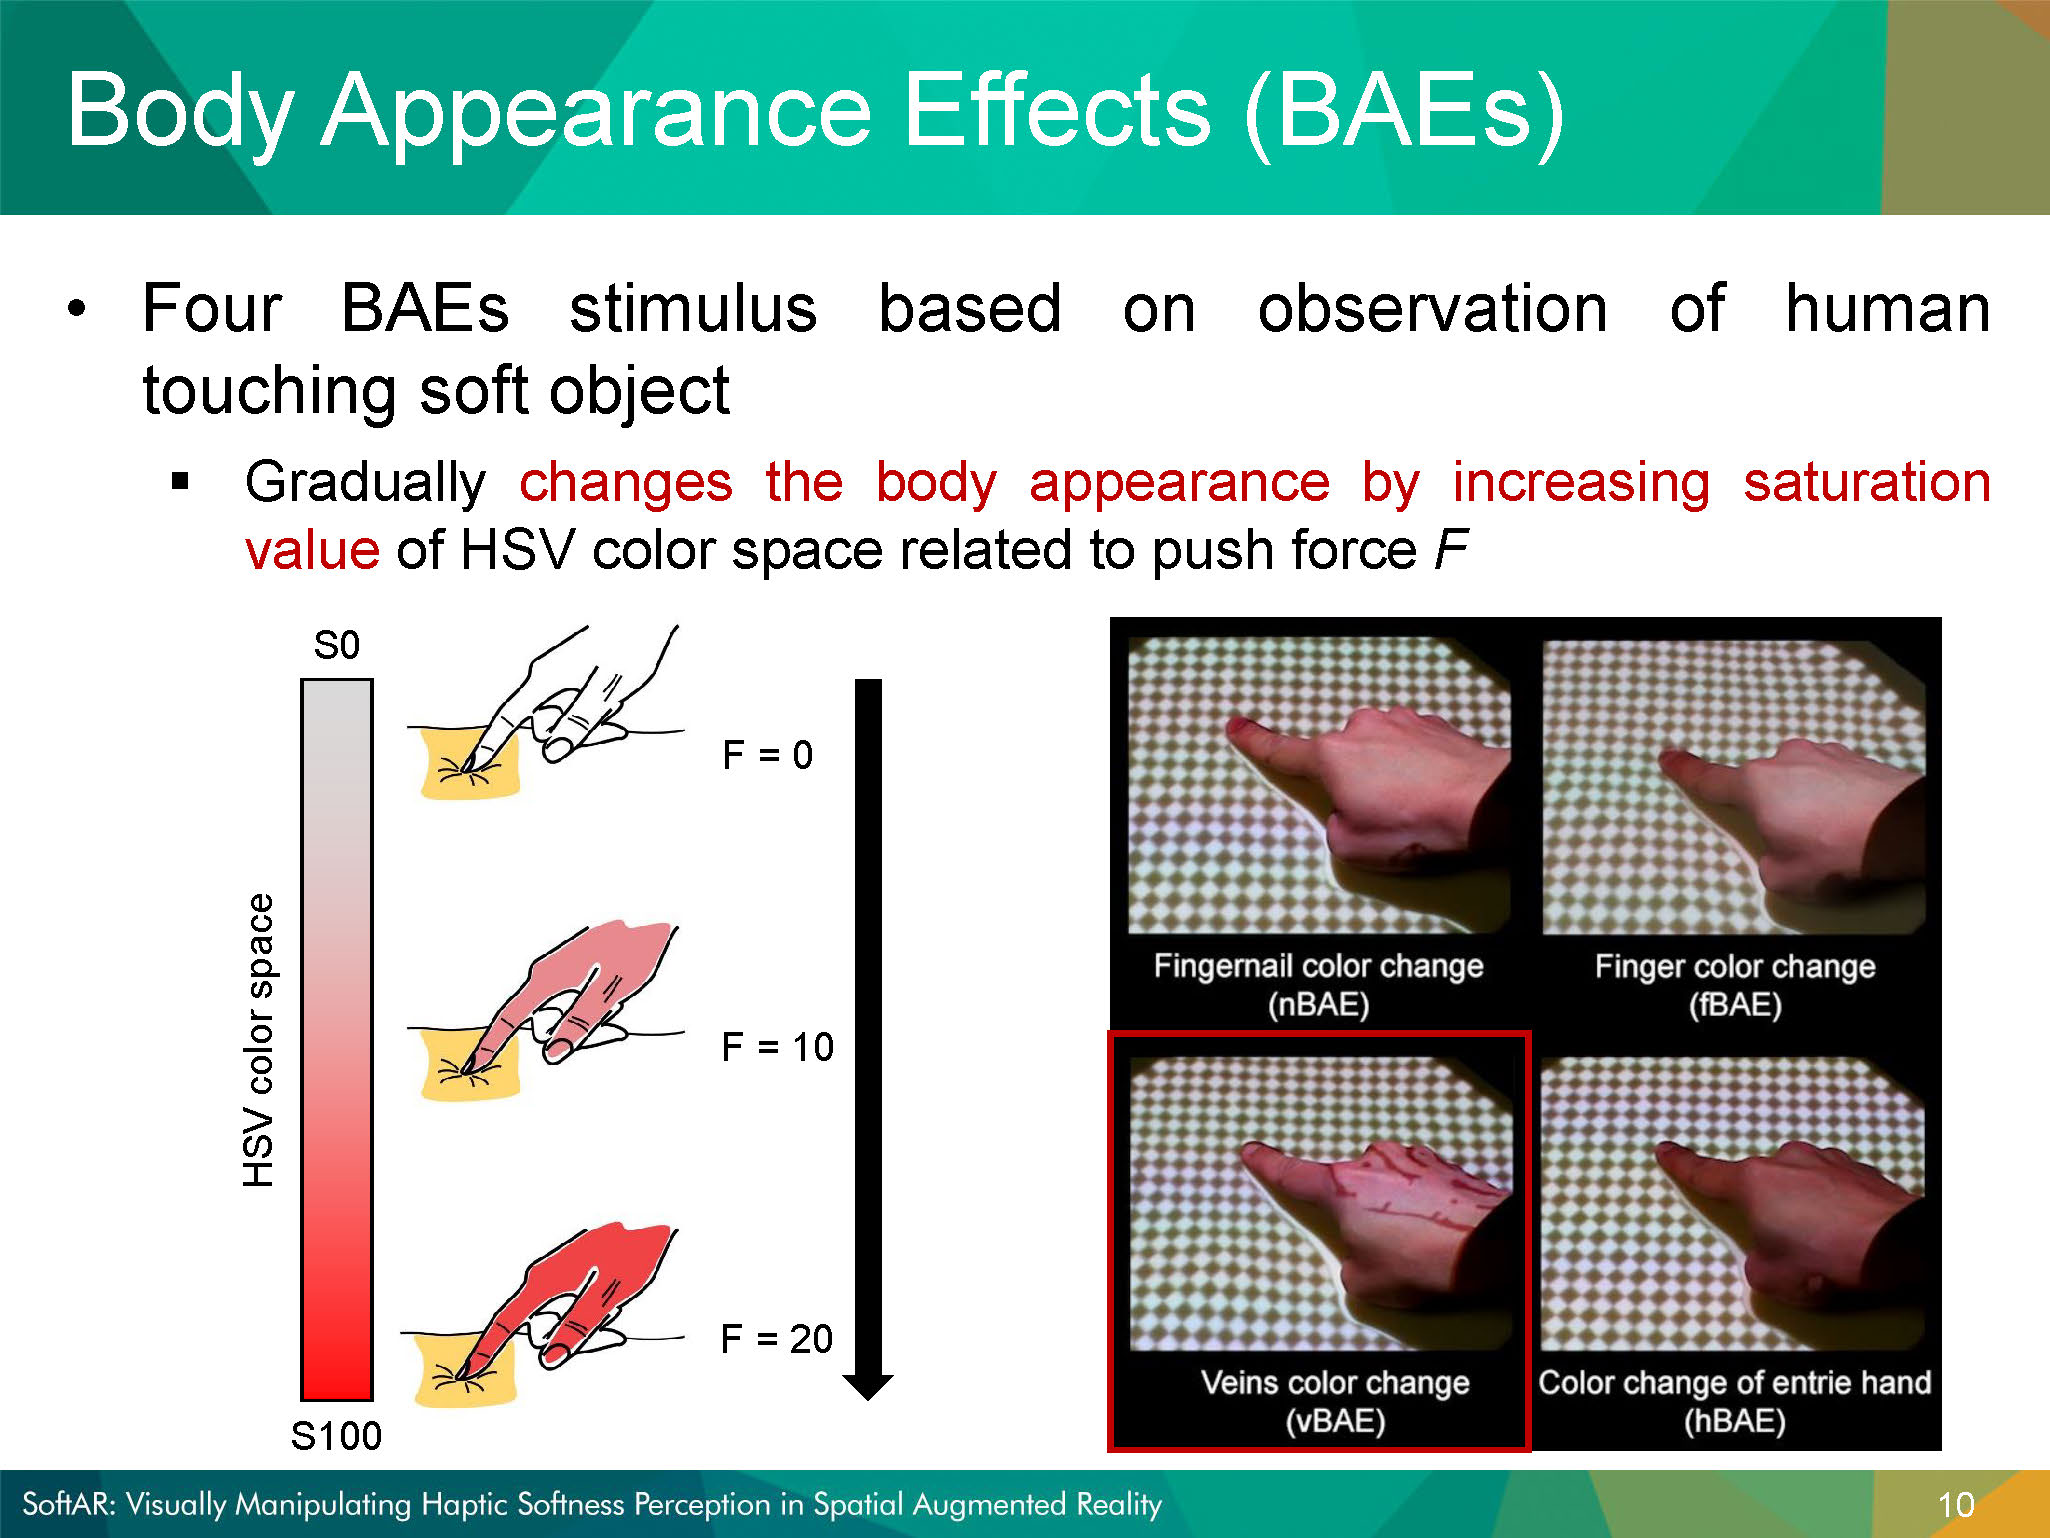 Body Appearance Effects (BAEs)
• Four BAEs stimulus based on observation of human
touching soft object
▪ Gradually changes the body appearance by increasing saturation
value of HSV color space related to push force F
S0
HSV color space
S100
F = 0
F = 10
F = 20
Fingernail color change
(nBAE)
Finger color change
(fBAE)
Veins color change
(vBAE)
Color change of entrie hand
(hBAE)
SoftAR: Visually Manipulating Haptic Softness Perception in Spatial Augmented Reality
10